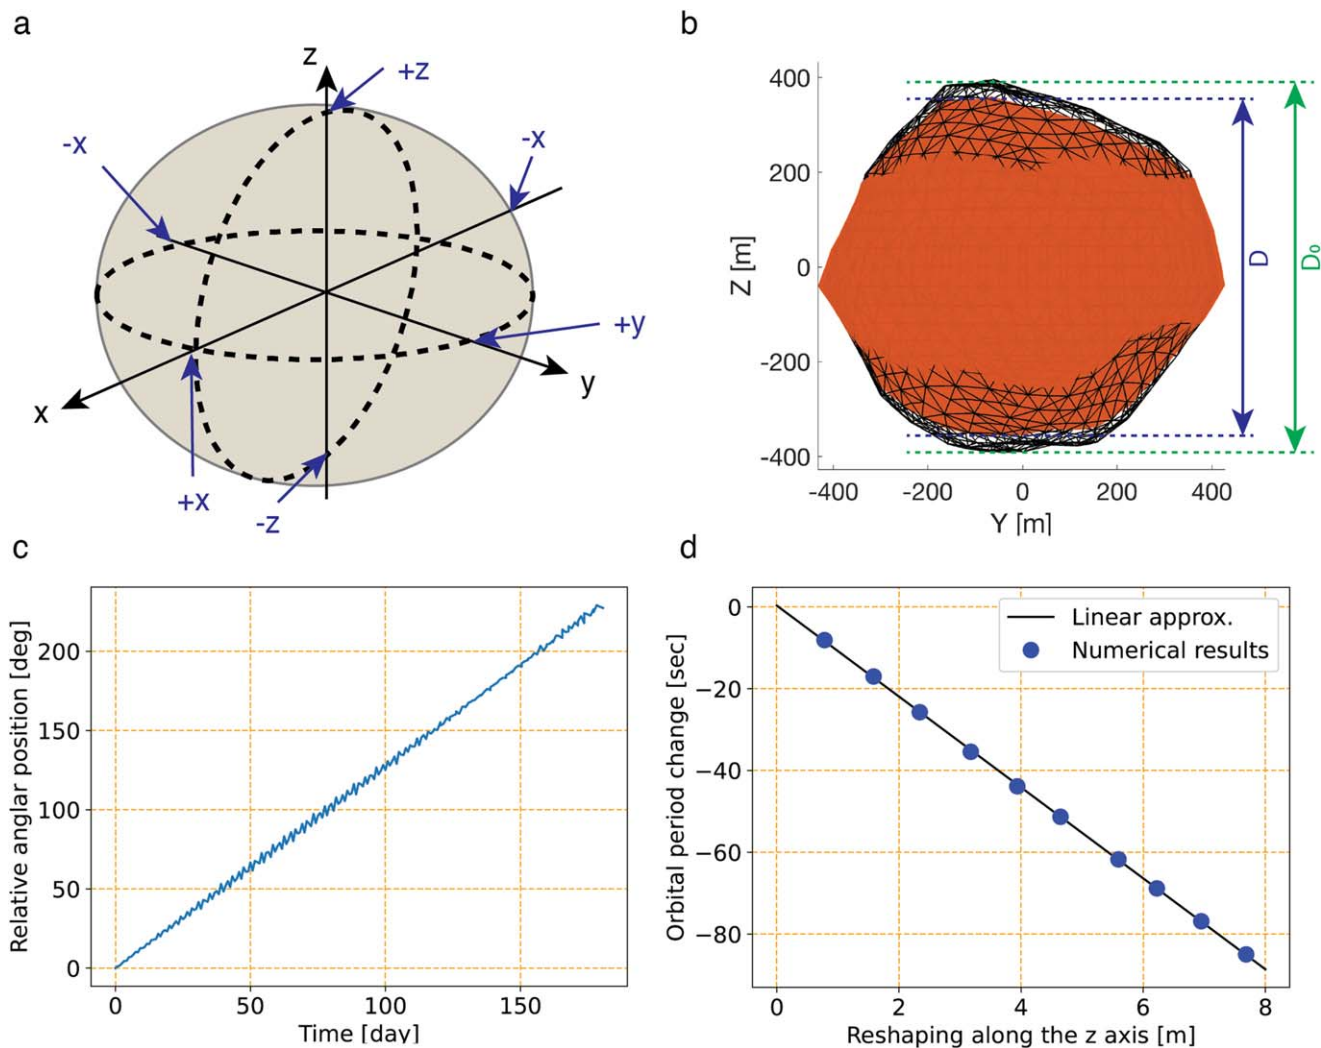 a
z
+z
-x
-x
+y
y
x
+x
-z
b
400
200
0
-200
-400
Z [m]
-400
-200
0
200
400
Y [m]
D
D₀
c
200
150
100
50
0
Relative anglar position [deg]
0
50
100
150
Time [day]
d
0
−20
−40
−60
−80
Orbital period change [sec]
Linear approx.
Numerical results
0
2
4
6
8
Reshaping along the z axis [m]